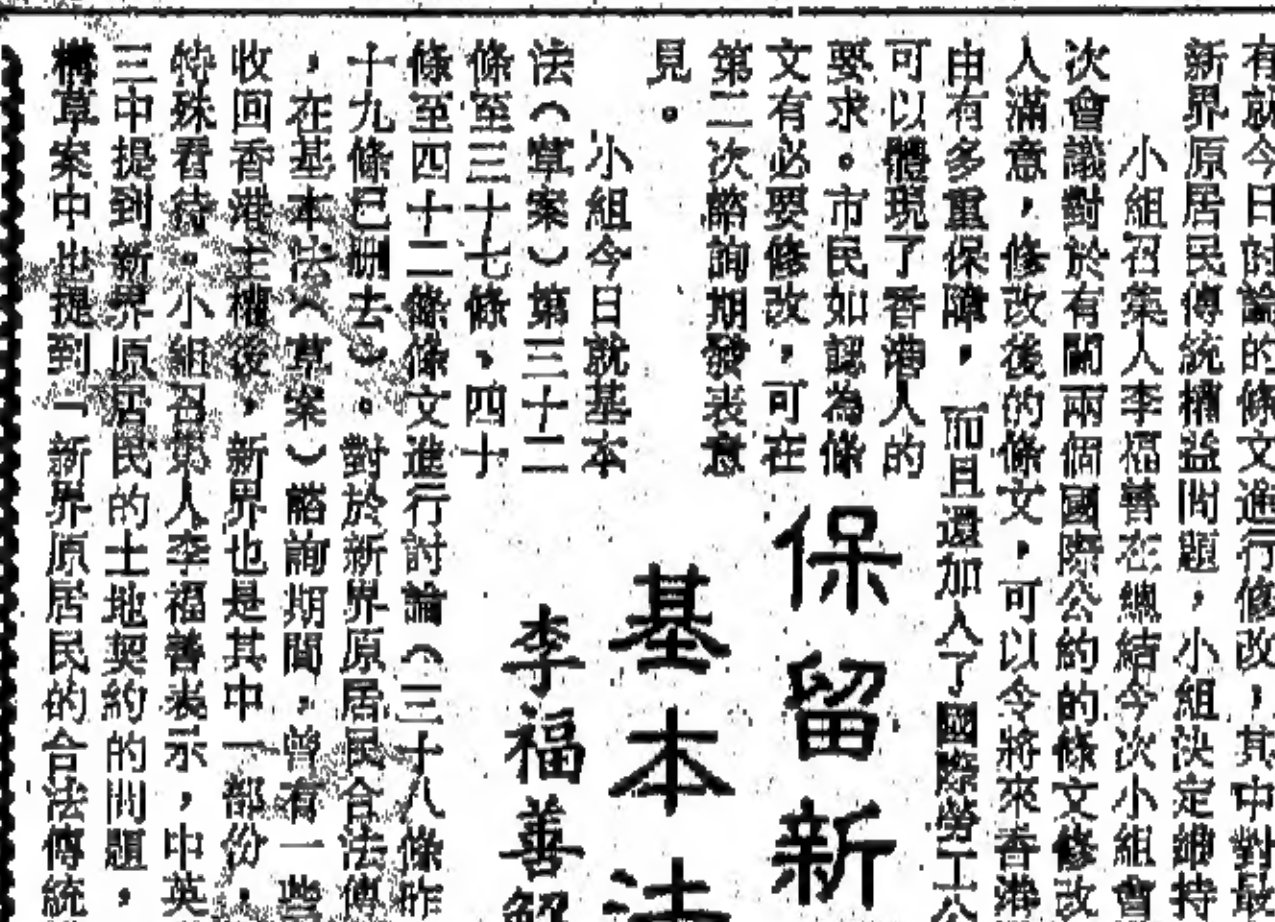 有就今日討論的條文進行修改，其中對最
新界原居民傳統權益問題，小組決定維持
小組召集人李福善在總結今次小組會
次會議對於有關兩個國際公約的條文修改
人滿意，修改後的條文，可以令將來香港
由有多重保障，而且還加入了國際勞工公
可以體現了香港人的
要求。市民如認為條
文有必要修改，可在
第二次諮詢期發表意
見。
保留新
基本法
李福善解
小組今日就基本
法（草案）第三十二
條至三十七條、四十
條至四十二條條文進行討論（三十八條昨
十九條已刪去）。對於新界原居民合法傳
，在基本法（草案）諮詢期間，曾有一些
收回香港主權後，新界也是其中一部份，
特殊看待。小組召集人李福善表示，中英
三中提到新界原居民的土地契約的問題，
構草案中也提到「新界原居民的合法傳統